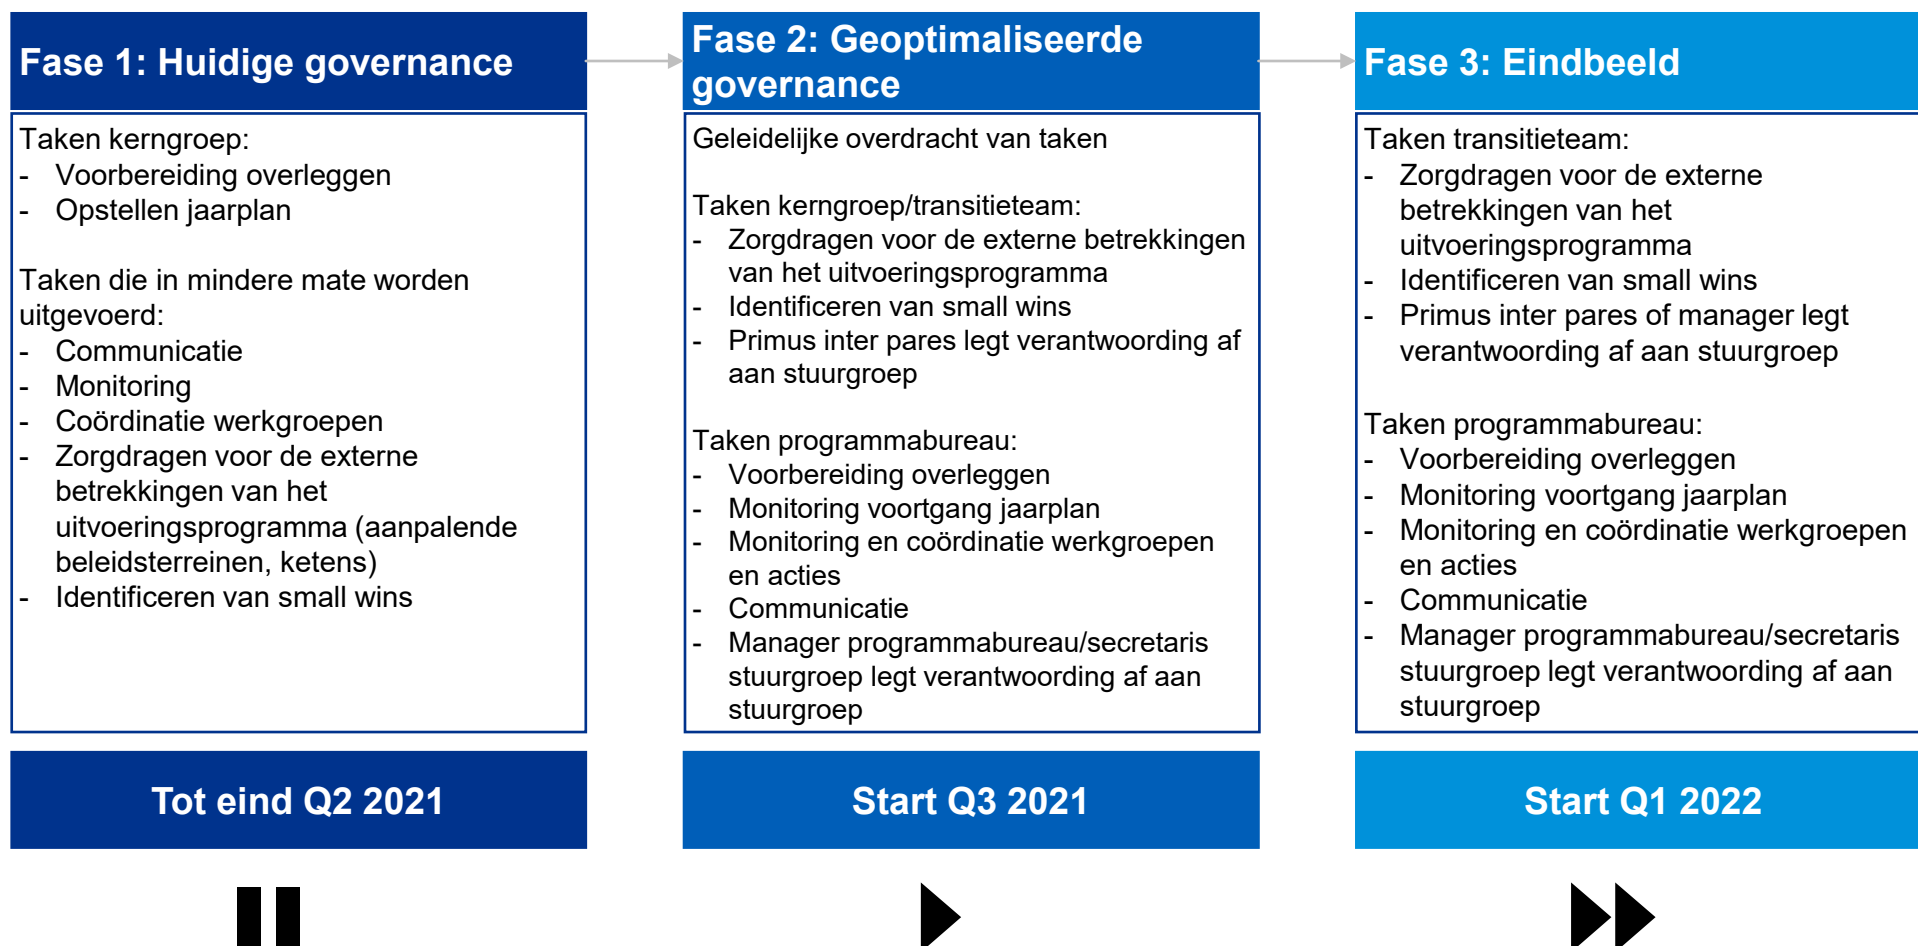 Fase 1: Huidige governance
Taken kerngroep:
- Voorbereiding overleggen
- Opstellen jaarplan
Taken die in mindere mate worden
uitgevoerd:
- Communicatie
- Monitoring
- Coördinatie werkgroepen
- Zorgdragen voor de externe
betrekkingen van het
uitvoeringsprogramma (aanpalende
beleidsterreinen, ketens)
- Identificeren van small wins
Tot eind Q2 2021
Fase 2: Geoptimaliseerde
governance
Geleidelijke overdracht van taken
Taken kerngroep/transitieteam:
- Zorgdragen voor de externe betrekkingen
van het uitvoeringsprogramma
- Identificeren van small wins
- Primus inter pares legt verantwoording af
aan stuurgroep
Taken programmabureau:
- Voorbereiding overleggen
- Monitoring voortgang jaarplan
- Monitoring en coördinatie werkgroepen
en acties
- Communicatie
- Manager programmabureau/secretaris
stuurgroep legt verantwoording af aan
stuurgroep
Start Q3 2021
Fase 3: Eindbeeld
Taken transitieteam:
- Zorgdragen voor de externe
betrekkingen van het
uitvoeringsprogramma
- Identificeren van small wins
- Primus inter pares of manager legt
verantwoording af aan stuurgroep
Taken programmabureau:
- Voorbereiding overleggen
- Monitoring voortgang jaarplan
- Monitoring en coördinatie werkgroepen
en acties
- Communicatie
- Manager programmabureau/secretaris
stuurgroep legt verantwoording af aan
stuurgroep
Start Q1 2022